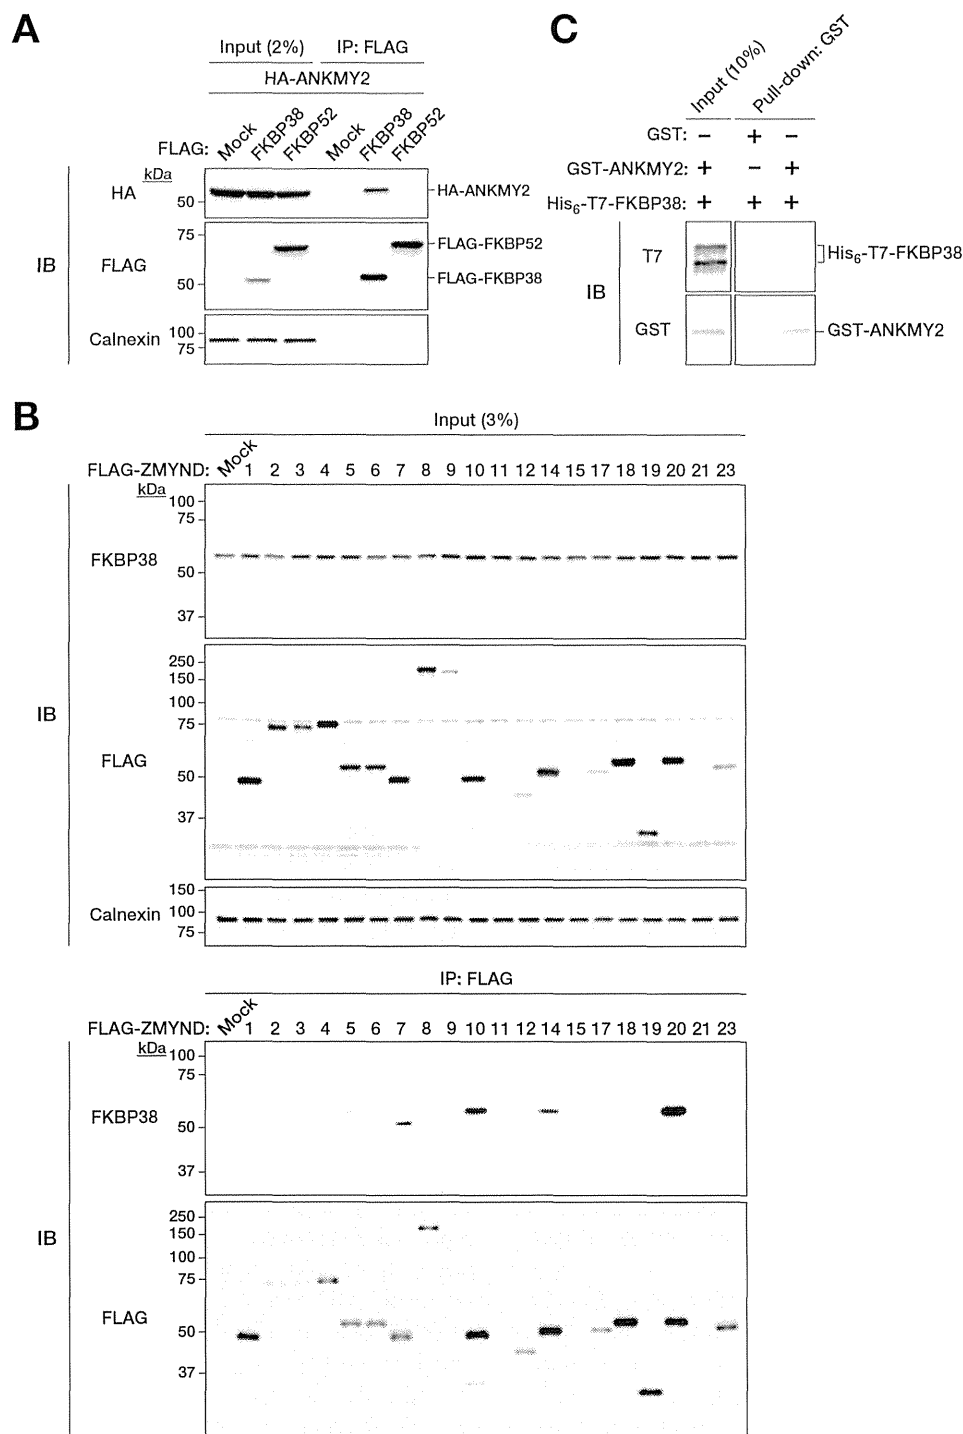 A
Input (2%) IP: FLAG
HA-ANKMY2
FLAG: Mock FKBP38 FKBP52 Mock FKBP38 FKBP52
kDa
HA
50
HA-ANKMY2
IB
75
FLAG
50
FLAG-FKBP52
FLAG-FKBP38
Calnexin
100
75
C
Input (10%) Pull-down: GST
GST: − + −
GST-ANKMY2: + − +
His6-T7-FKBP38: + + +
IB
T7
His6-T7-FKBP38
GST
GST-ANKMY2
B
Input (3%)
FLAG-ZMYND: Mock 1 2 3 4 5 6 7 8 9 10 11 12 14 15 17 18 19 20 21 23
kDa
100
75
FKBP38
50
37
IB
250
150
100
75
FLAG
50
37
150
Calnexin
100
75
IP: FLAG
FLAG-ZMYND: Mock 1 2 3 4 5 6 7 8 9 10 11 12 14 15 17 18 19 20 21 23
kDa
100
75
FKBP38
50
37
IB
250
150
100
75
FLAG
50
37